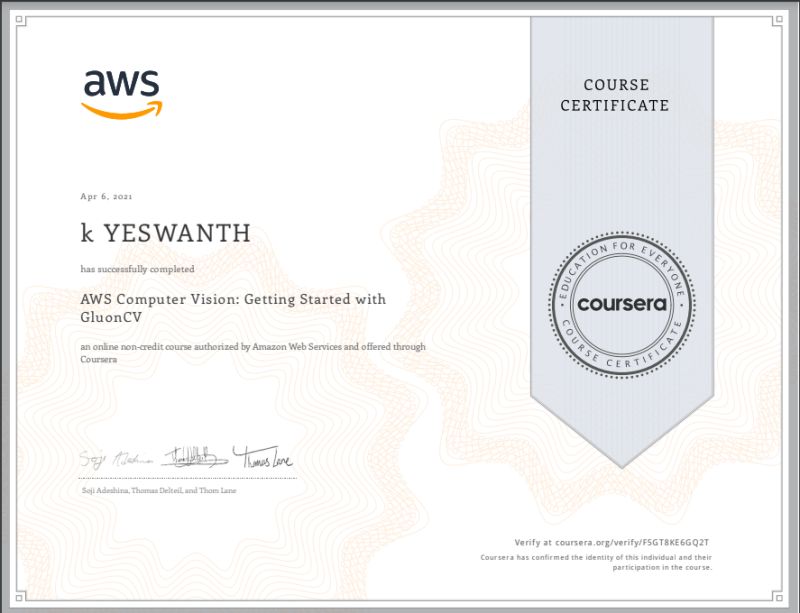 aws
COURSE
CERTIFICATE
Apr 6, 2021
k YESWANTH
has successfully completed
AWS Computer Vision: Getting Started with
GluonCV
an online non-credit course authorized by Amazon Web Services and offered through
Coursera
EDUCATION FOR EVERYONE
coursera
COURSE CERTIFICATE
Soji Adeshina
Thomas Lane
Soji Adeshina, Thomas Delteil, and Thom Lane
Verify at coursera.org/verify/FSGT8KE6GQ2T
Coursera has confirmed the identity of this individual and their
participation in the course.